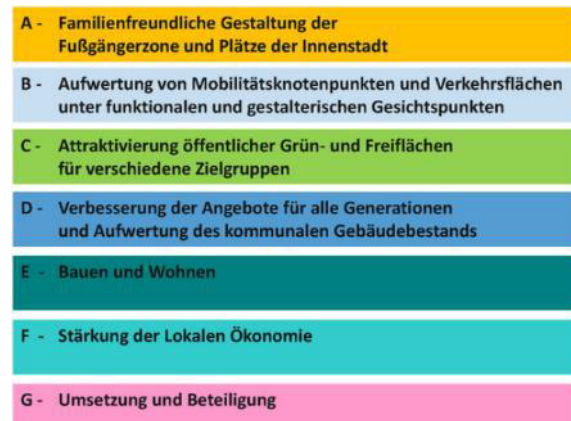 A - Familienfreundliche Gestaltung der
Fußgängerzone und Plätze der Innenstadt
B - Aufwertung von Mobilitätsknotenpunkten und Verkehrsflächen
unter funktionalen und gestalterischen Gesichtspunkten
C - Attraktivierung öffentlicher Grün- und Freiflächen
für verschiedene Zielgruppen
D - Verbesserung der Angebote für alle Generationen
und Aufwertung des kommunalen Gebäudebestands
E - Bauen und Wohnen
F - Stärkung der Lokalen Ökonomie
G - Umsetzung und Beteiligung